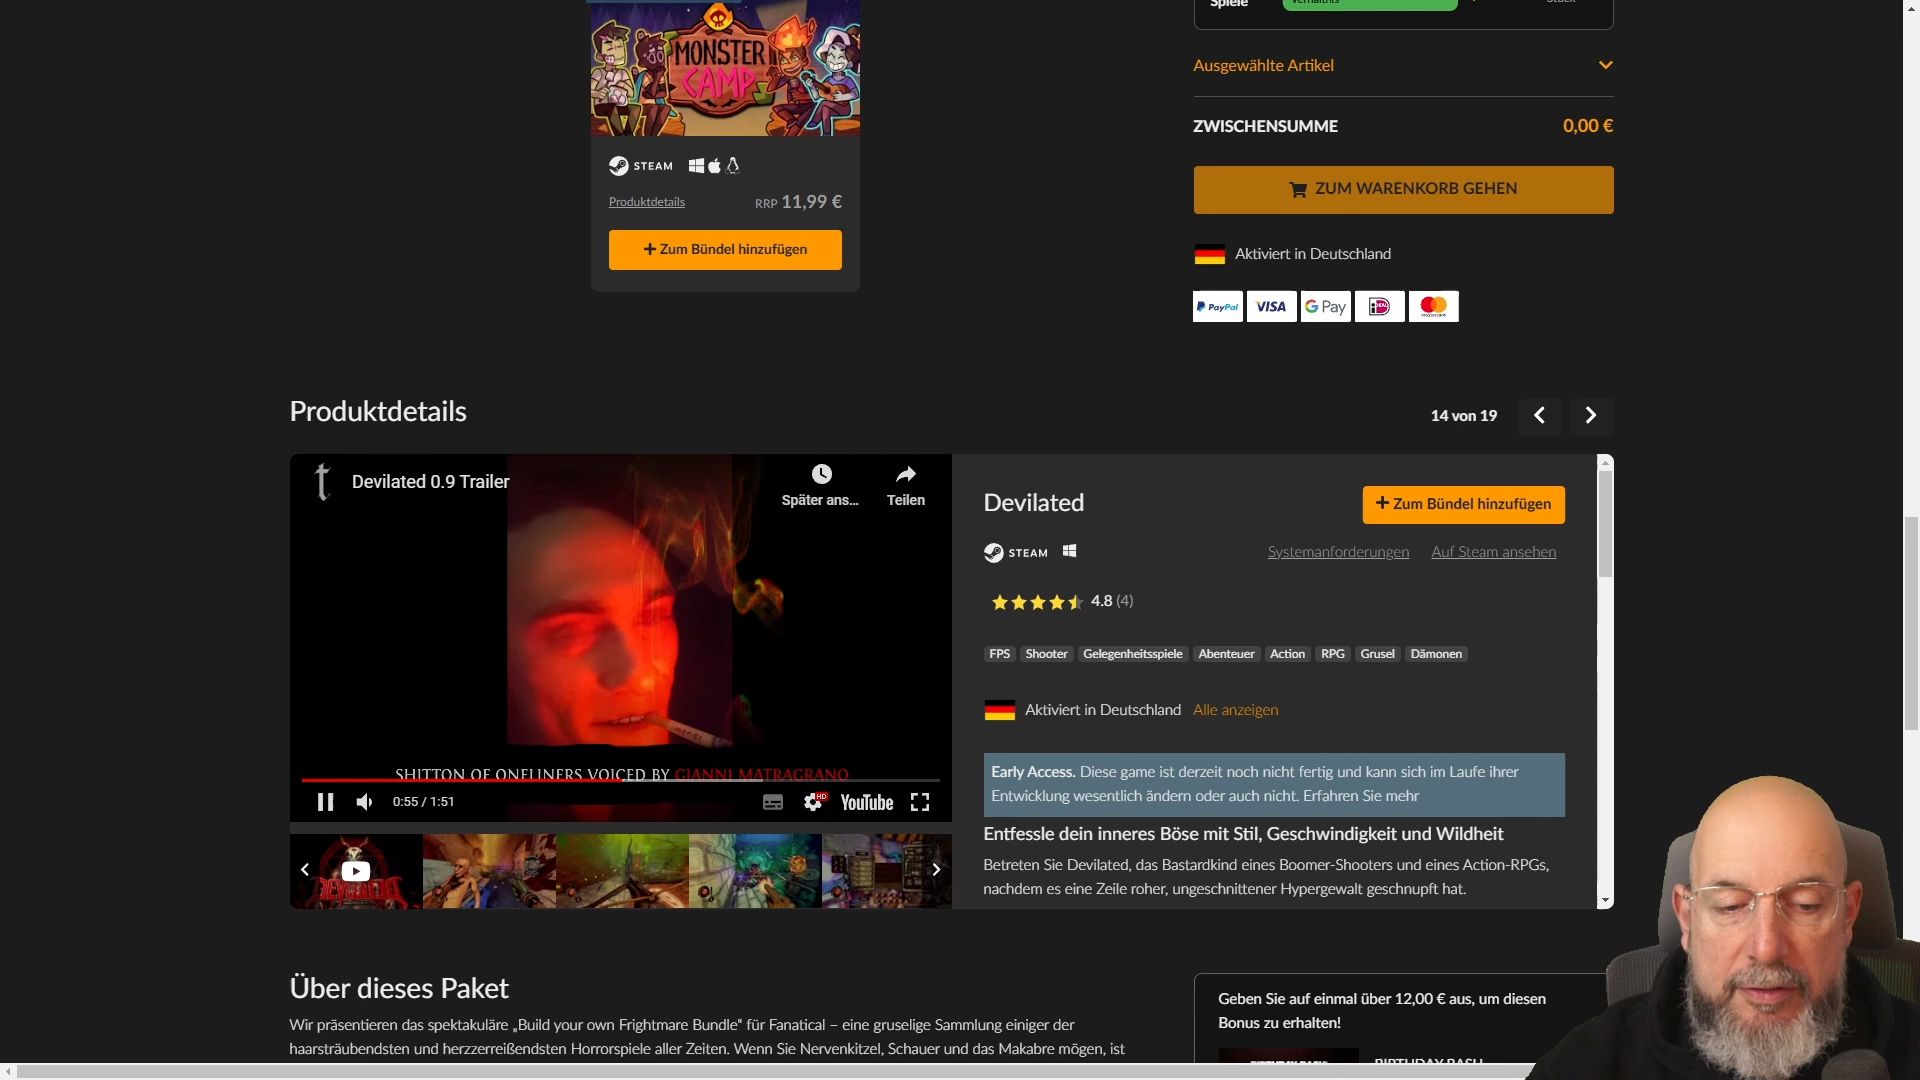 MONSTER
CAMP
STEAM
Produktdetails
RRP 11,99 €
+ Zum Bündel hinzufügen
Spiele
Verhältnis
Stück
Ausgewählte Artikel
ZWISCHENSUMME
0,00 €
ZUM WARENKORB GEHEN
Aktiviert in Deutschland
PayPal
VISA
G Pay
iDEAL
mastercard
Produktdetails
14 von 19
Devilated 0.9 Trailer
Später ans...
Teilen
SHITTON OF ONELINERS VOICED BY GIANNI MATRAGRANO
0:55 / 1:51
HD
YouTube
DEVILATED
Devilated
+ Zum Bündel hinzufügen
STEAM
Systemanforderungen
Auf Steam ansehen
4.8 (4)
FPS
Shooter
Gelegenheitsspiele
Abenteuer
Action
RPG
Grusel
Dämonen
Aktiviert in Deutschland
Alle anzeigen
Early Access. Diese game ist derzeit noch nicht fertig und kann sich im Laufe ihrer
Entwicklung wesentlich ändern oder auch nicht. Erfahren Sie mehr
Entfessle dein inneres Böse mit Stil, Geschwindigkeit und Wildheit
Betreten Sie Devilated, das Bastardkind eines Boomer-Shooters und eines Action-RPGs,
nachdem es eine Zeile roher, ungeschnittener Hypergewalt geschnupft hat.
Über dieses Paket
Wir präsentieren das spektakuläre „Build your own Frightmare Bundle“ für Fanatical – eine gruselige Sammlung einiger der
haarsträubendsten und herzzerreißendsten Horrorspiele aller Zeiten. Wenn Sie Nervenkitzel, Schauer und das Makabre mögen, ist
Geben Sie auf einmal über 12,00 € aus, um diesen
Bonus zu erhalten!
BIRTHDAY BASH